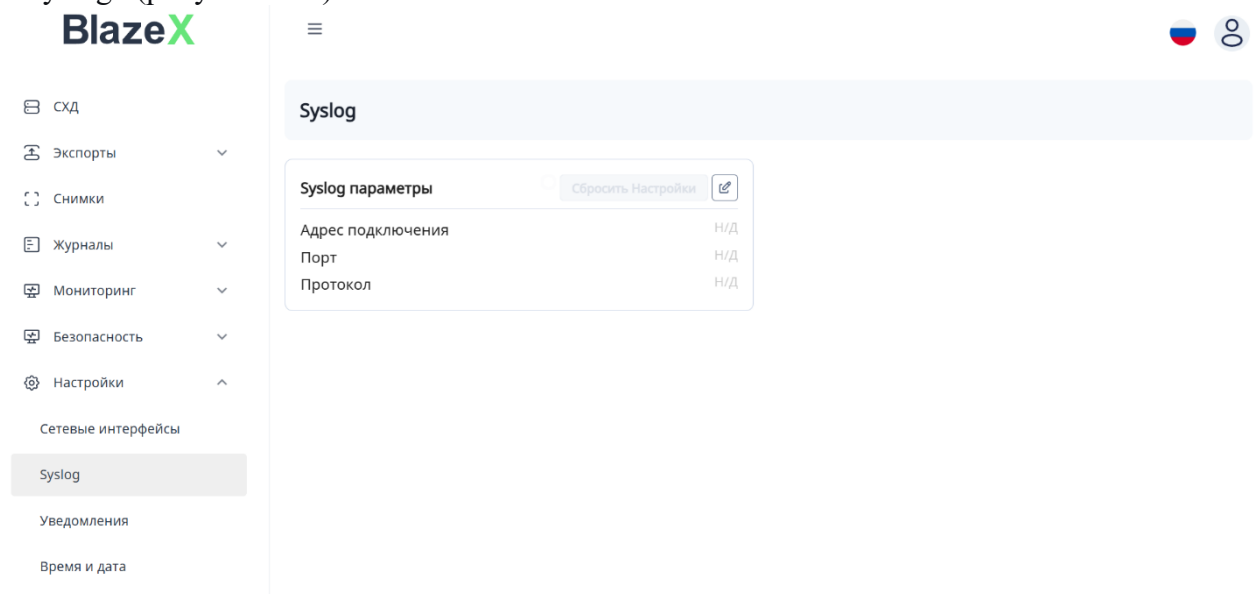 BlazeX
СХД
Экспорты
Снимки
Журналы
Мониторинг
Безопасность
Настройки
Сетевые интерфейсы
Syslog
Уведомления
Время и дата
Syslog
Syslog параметры
Сбросить Настройки
Адрес подключения Н/Д
Порт Н/Д
Протокол Н/Д